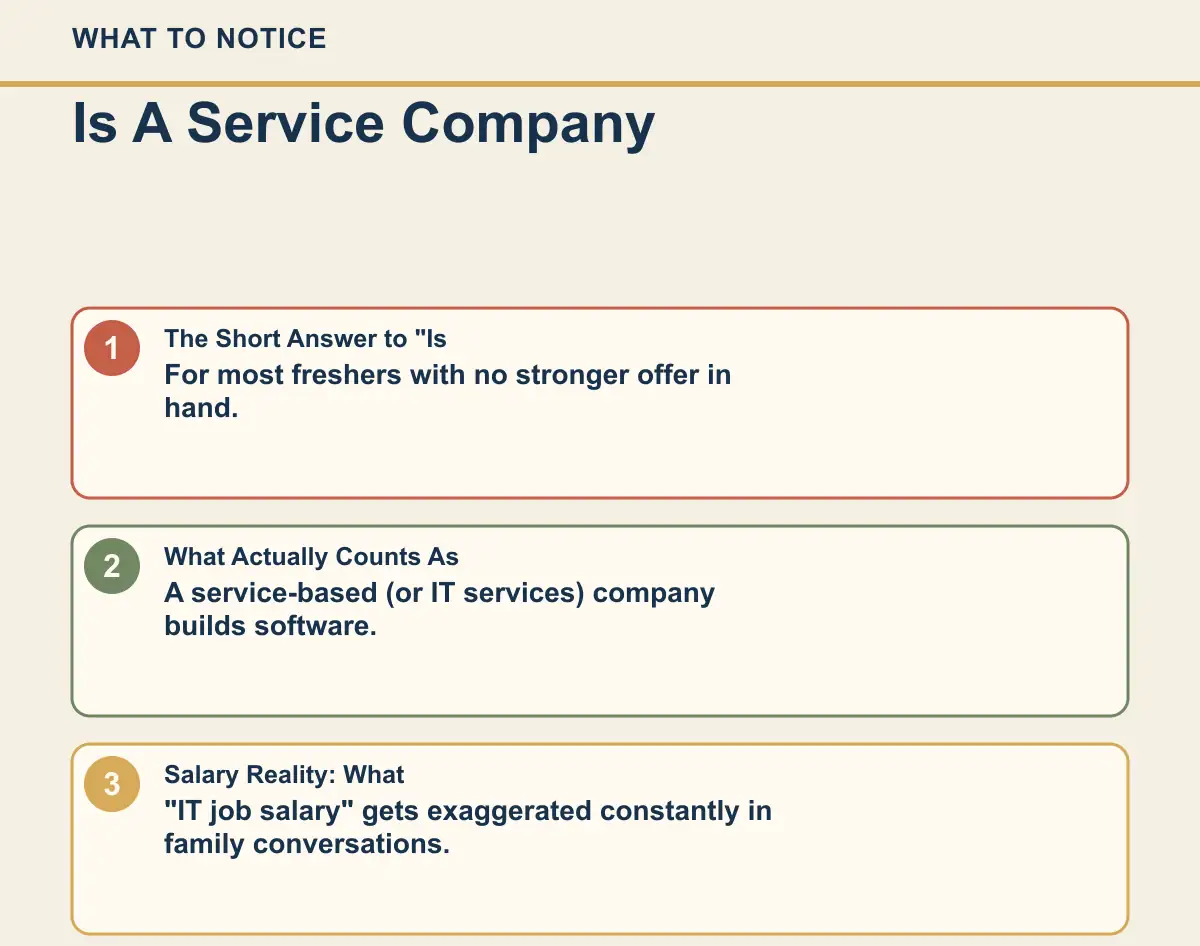 WHAT TO NOTICE
Is A Service Company
1
The Short Answer to "Is
For most freshers with no stronger offer in
hand.
2
What Actually Counts As
A service-based (or IT services) company
builds software.
3
Salary Reality: What
"IT job salary" gets exaggerated constantly in
family conversations.